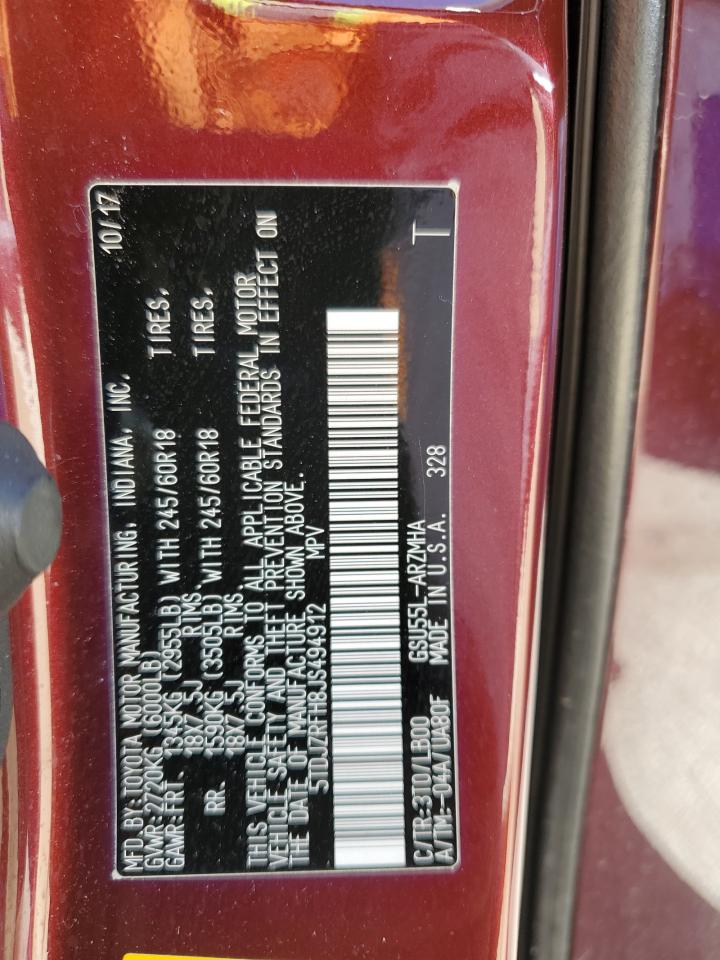 10/17
MFD.BY:TOYOTA MOTOR MANUFACTURING, INDIANA, INC.
GVWR:2720KG (6000LB)
GAWR:FRT 1345KG (2955LB) WITH 245/60R18 TIRES,
18X7.5J RIMS,
RR. 1590KG (3505LB) WITH 245/60R18 TIRES,
18X7.5J RIMS.
THIS VEHICLE CONFORMS TO ALL APPLICABLE FEDERAL MOTOR
VEHICLE SAFETY AND THEFT PREVENTION STANDARDS IN EFFECT ON
THE DATE OF MANUFACTURE SHOWN ABOVE.
5TDJZRFH8JS494912 MPV
C/TR:3T0/LB00 GSU55L-ARZMHA
A/TM:-04A/UA80F MADE IN U.S.A. 328 T